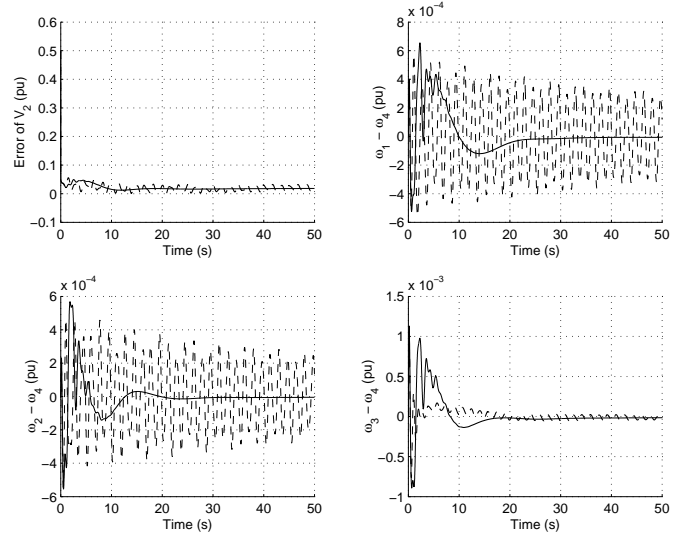 0.6
0.5
0.4
0.3
0.2
0.1
0
−0.1
Error of V₂ (pu)
0 10 20 30 40 50
Time (s)
x 10⁻⁴
8
6
4
2
0
−2
−4
−6
ω₁ − ω₄ (pu)
0 10 20 30 40 50
Time (s)
x 10⁻⁴
6
4
2
0
−2
−4
−6
ω₂ − ω₄ (pu)
0 10 20 30 40 50
Time (s)
x 10⁻³
1.5
1
0.5
0
−0.5
−1
ω₃ − ω₄ (pu)
0 10 20 30 40 50
Time (s)